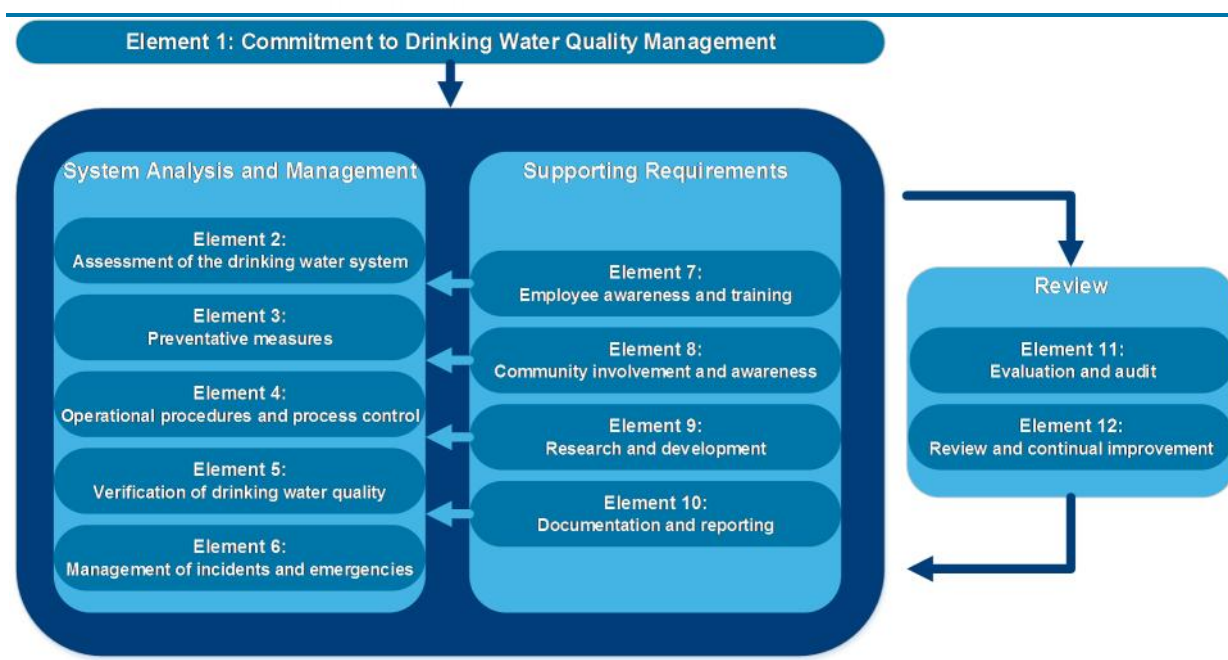 Element 1: Commitment to Drinking Water Quality Management
System Analysis and Management
Element 2:
Assessment of the drinking water system
Element 3:
Preventative measures
Element 4:
Operational procedures and process control
Element 5:
Verification of drinking water quality
Element 6:
Management of incidents and emergencies
Supporting Requirements
Element 7:
Employee awareness and training
Element 8:
Community involvement and awareness
Element 9:
Research and development
Element 10:
Documentation and reporting
Review
Element 11:
Evaluation and audit
Element 12:
Review and continual improvement